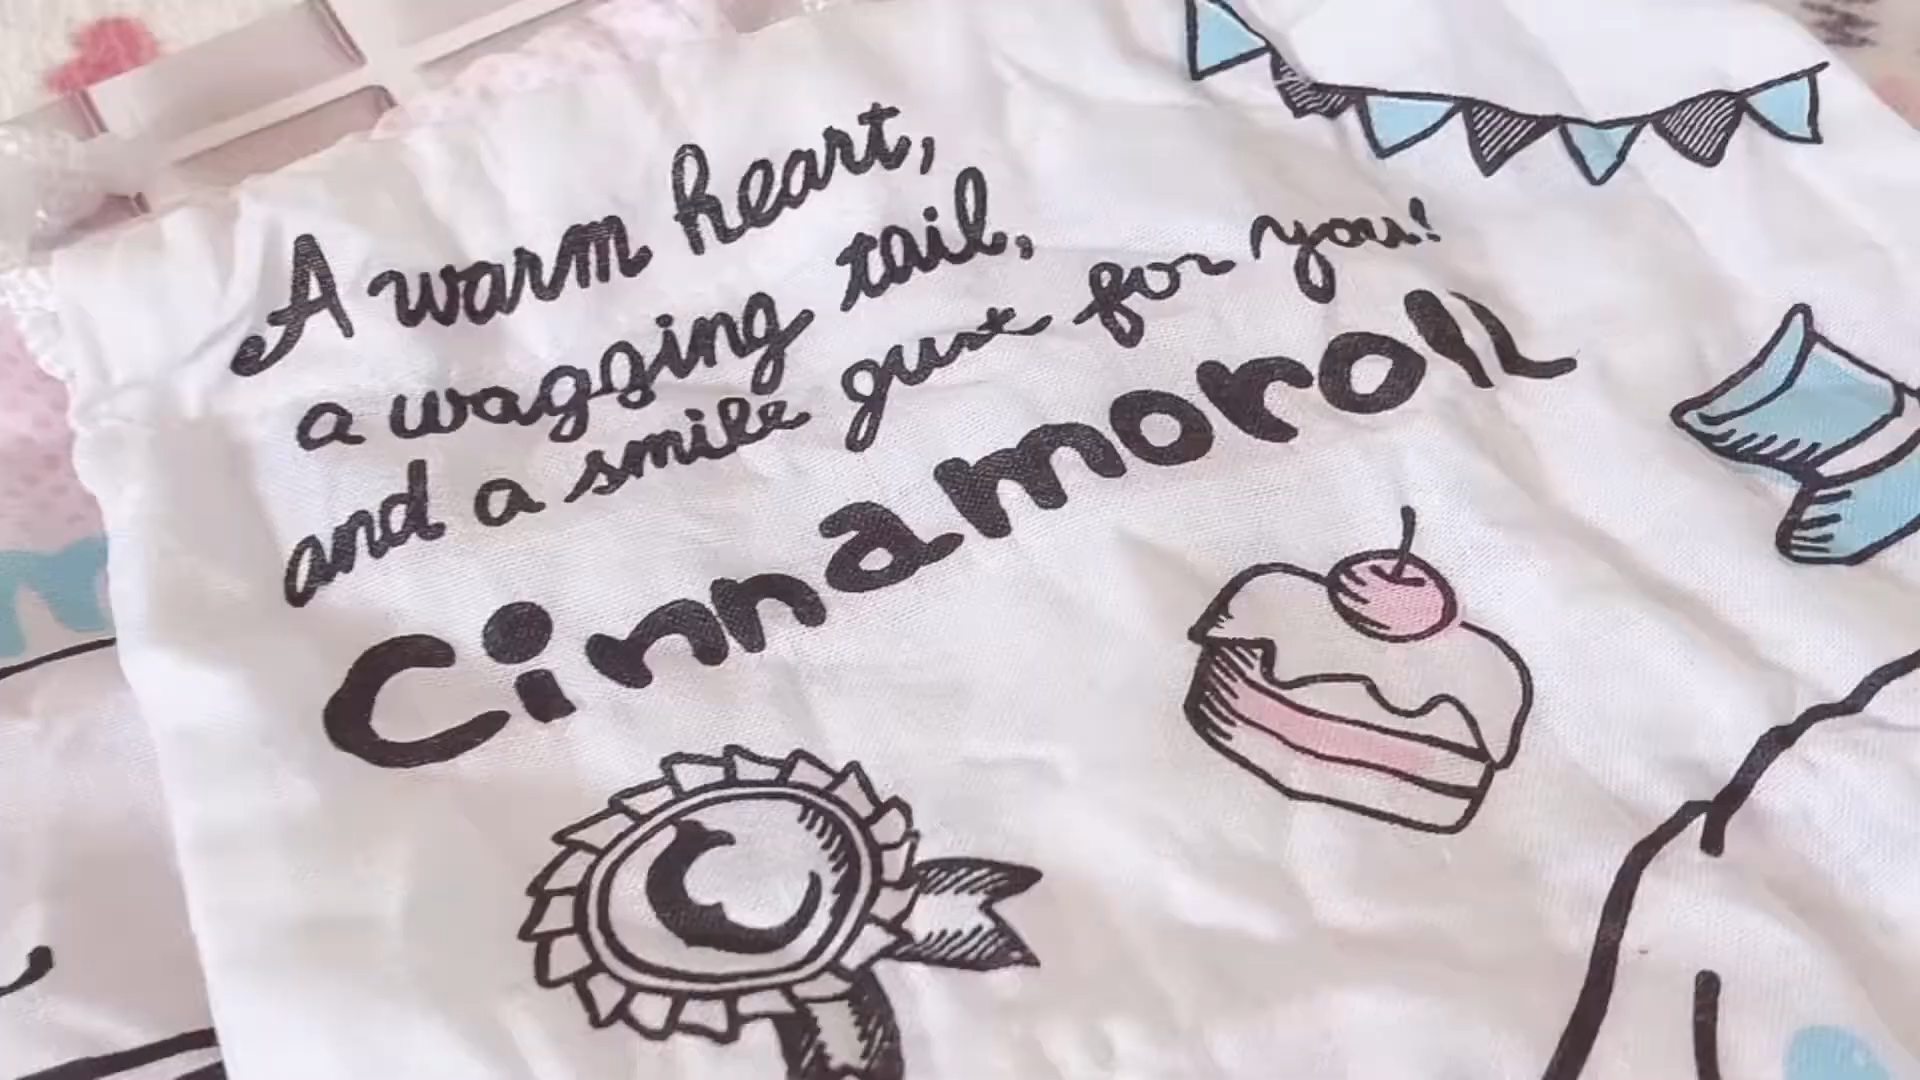 A warm heart,
a wagging tail,
and a smile just for you!
Cinnamoroll